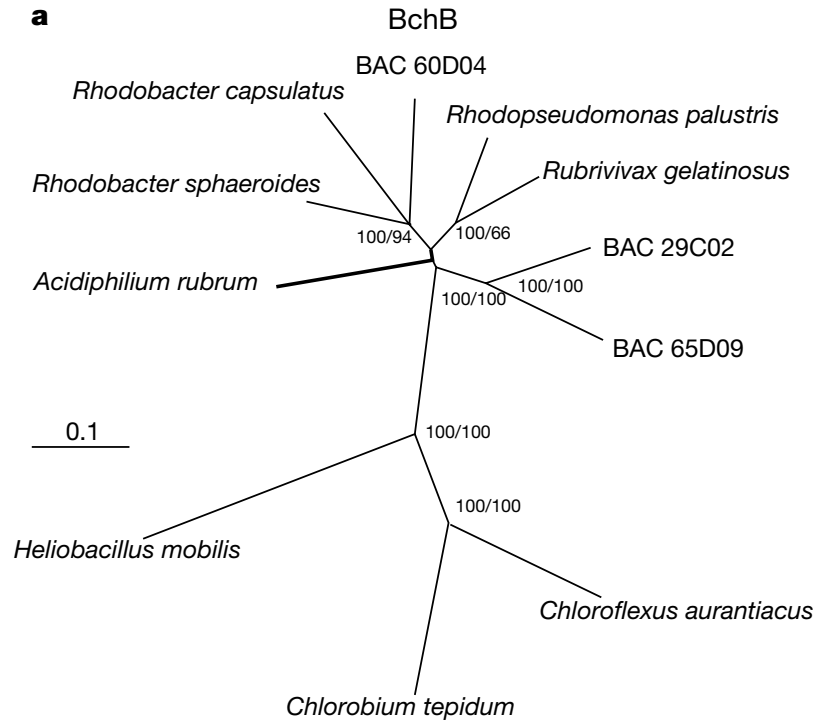 a
BchB
BAC 60D04
Rhodobacter capsulatus
Rhodopseudomonas palustris
Rubrivivax gelatinosus
Rhodobacter sphaeroides
100/94
100/66
BAC 29C02
Acidiphilium rubrum
100/100
100/100
BAC 65D09
0.1
100/100
100/100
Heliobacillus mobilis
Chloroflexus aurantiacus
Chlorobium tepidum